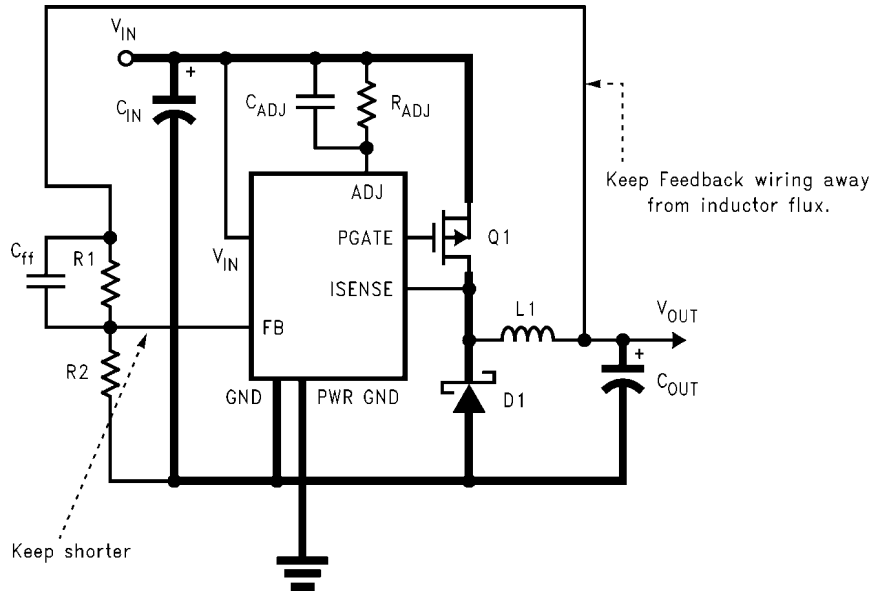 V_IN
+
C_IN
C_ADJ
R_ADJ
ADJ
Keep Feedback wiring away
from inductor flux.
PGATE
Q1
C_ff
R1
V_IN
ISENSE
L1
V_OUT
FB
+
R2
GND
PWR GND
D1
C_OUT
Keep shorter